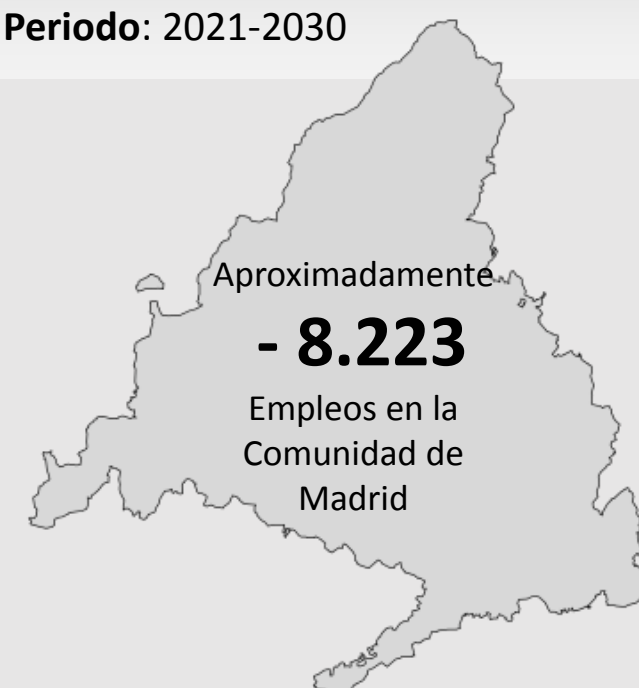 Periodo: 2021-2030
Aproximadamente
- 8.223
Empleos en la
Comunidad de
Madrid